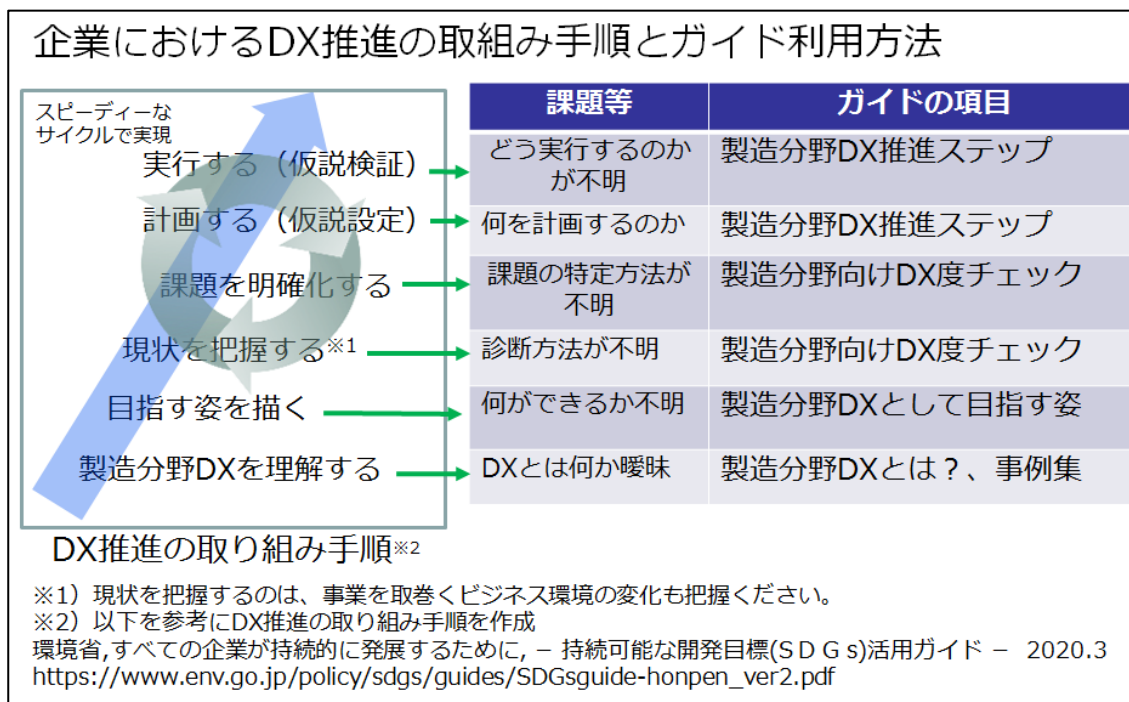 企業におけるDX推進の取組み手順とガイド利用方法
スピーディーな
サイクルで実現
実行する（仮説検証）
計画する（仮説設定）
課題を明確化する
現状を把握する※1
目指す姿を描く
製造分野DXを理解する
課題等
ガイドの項目
どう実行するのか
が不明
製造分野DX推進ステップ
何を計画するのか
製造分野DX推進ステップ
課題の特定方法が
不明
製造分野向けDX度チェック
診断方法が不明
製造分野向けDX度チェック
何ができるか不明
製造分野DXとして目指す姿
DXとは何か曖昧
製造分野DXとは？、事例集
DX推進の取り組み手順※2
※1）現状を把握するのは、事業を取巻くビジネス環境の変化も把握ください。
※2）以下を参考にDX推進の取り組み手順を作成
環境省,すべての企業が持続的に発展するために, － 持続可能な開発目標(ＳＤＧｓ)活用ガイド － 2020.3
https://www.env.go.jp/policy/sdgs/guides/SDGsguide-honpen_ver2.pdf